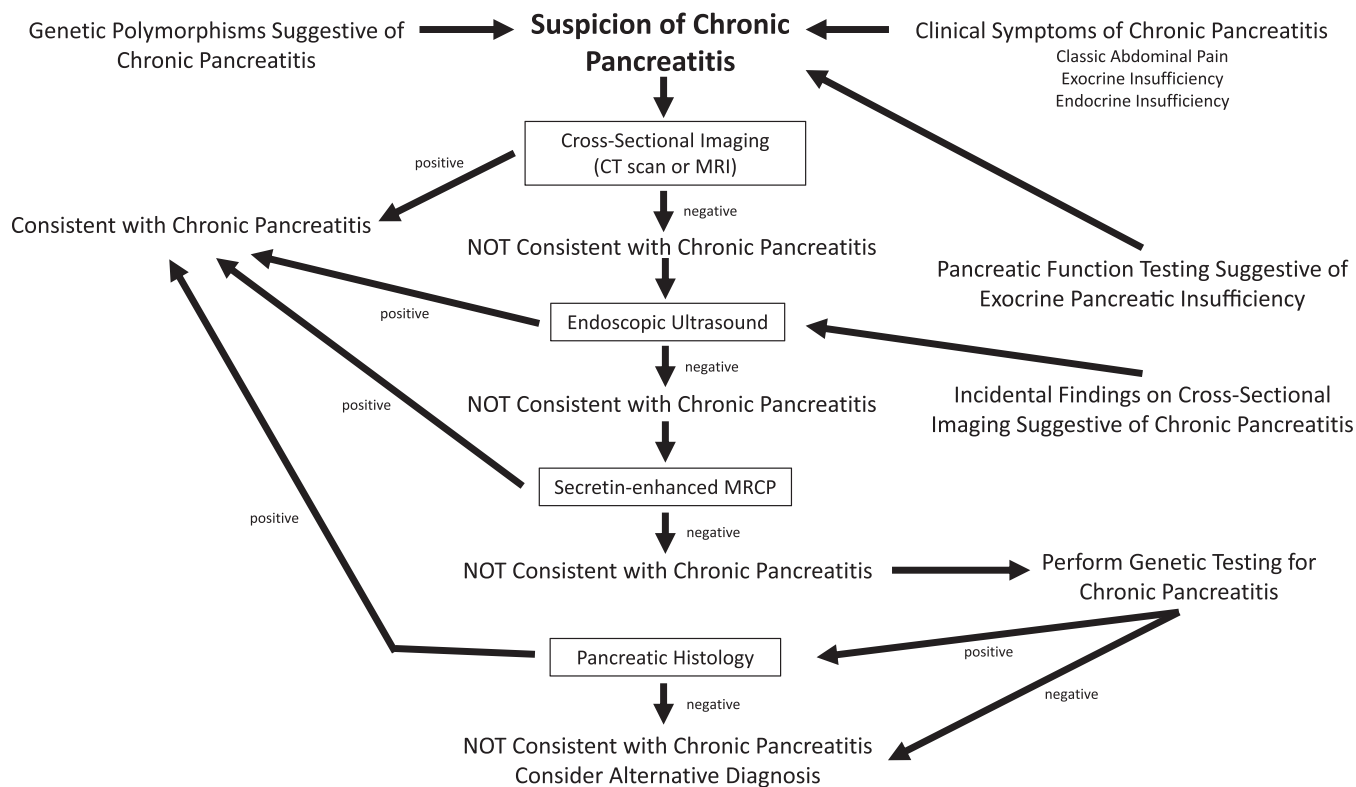 Genetic Polymorphisms Suggestive of
Chronic Pancreatitis
Suspicion of Chronic
Pancreatitis
Clinical Symptoms of Chronic Pancreatitis
Classic Abdominal Pain
Exocrine Insufficiency
Endocrine Insufficiency
Cross-Sectional Imaging
(CT scan or MRI)
positive
negative
Consistent with Chronic Pancreatitis
NOT Consistent with Chronic Pancreatitis
Pancreatic Function Testing Suggestive of
Exocrine Pancreatic Insufficiency
Endoscopic Ultrasound
positive
negative
Incidental Findings on Cross-Sectional
Imaging Suggestive of Chronic Pancreatitis
NOT Consistent with Chronic Pancreatitis
positive
Secretin-enhanced MRCP
positive
negative
NOT Consistent with Chronic Pancreatitis
Perform Genetic Testing for
Chronic Pancreatitis
Pancreatic Histology
positive
negative
negative
NOT Consistent with Chronic Pancreatitis
Consider Alternative Diagnosis